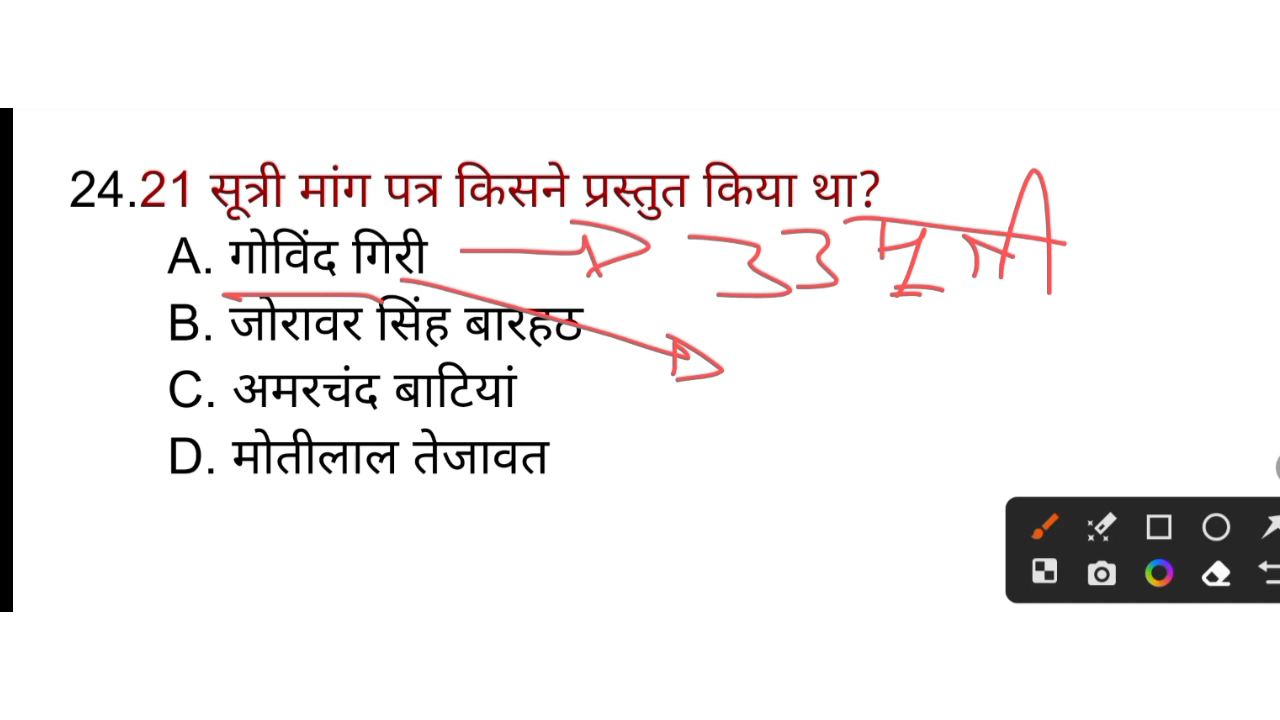 24.21 सूत्री मांग पत्र किसने प्रस्तुत किया था?
A. गोविंद गिरी 33 सूत्री
B. जोरावर सिंह बारहठ
C. अमरचंद बाटियां
D. मोतीलाल तेजावत